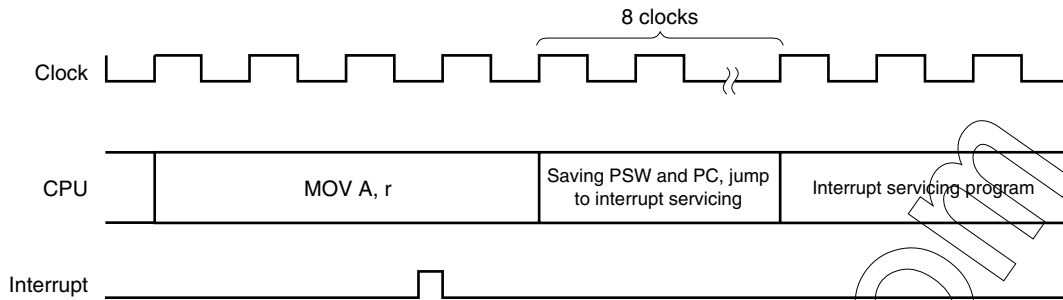 8 clocks
Clock
CPU
MOV A, r
Saving PSW and PC, jump
to interrupt servicing
Interrupt servicing program
Interrupt